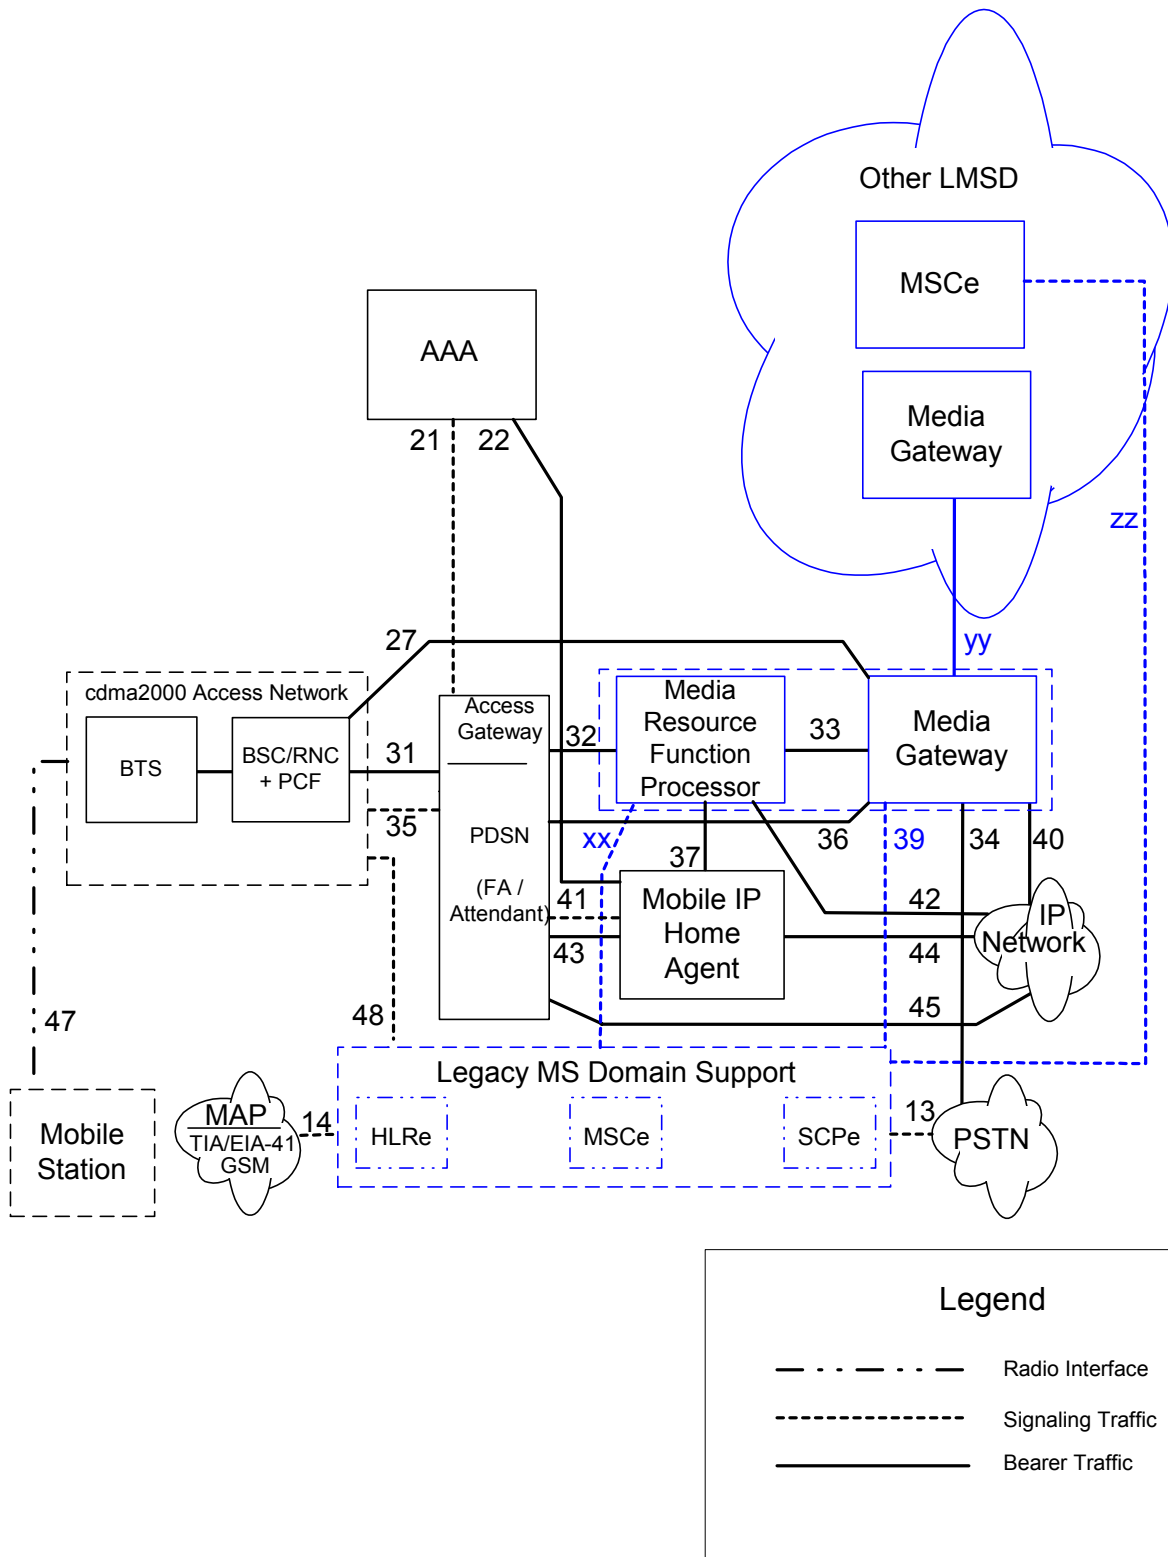 Other LMSD
MSCe
AAA
Media
Gateway
21
22
zz
27
yy
cdma2000 Access Network
BTS
BSC/RNC
+ PCF
31
35
Access
Gateway
PDSN
(FA /
Attendant)
32
Media
Resource
Function
Processor
33
Media
Gateway
xx
37
36
39
34
40
41
43
Mobile IP
Home
Agent
42
44
45
IP
Network
47
48
Legacy MS Domain Support
HLRe
MSCe
SCPe
Mobile
Station
MAP
TIA/EIA-41
GSM
14
13
PSTN
Legend
Radio Interface
Signaling Traffic
Bearer Traffic